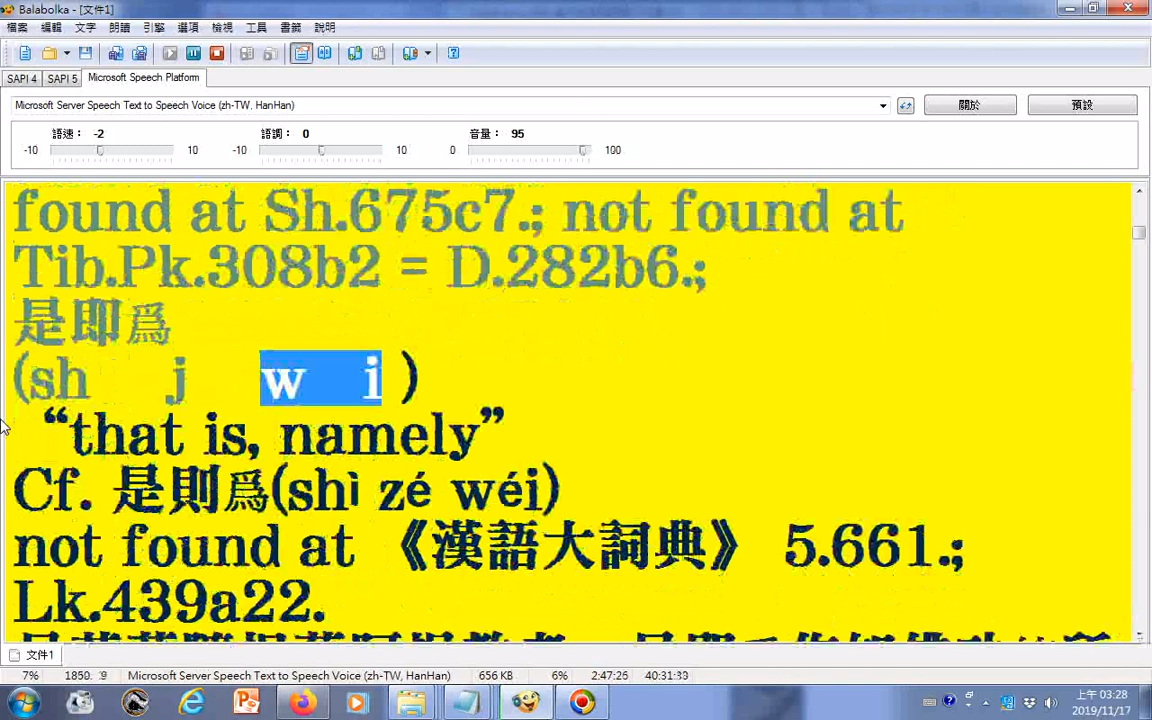 Balabolka - [文件1]
檔案 編輯 文字 朗讀 引擎 選項 檢視 工具 書籤 說明
SAPI 4 SAPI 5 Microsoft Speech Platform
Microsoft Server Speech Text to Speech Voice (zh-TW, HanHan) 關於 預設
語速： -2 語調： 0 音量： 95
-10 10 -10 10 0 100
found at Sh.675c7.; not found at
Tib.Pk.308b2 = D.282b6.;
是即爲
(sh j w i )
“that is, namely”
Cf. 是則爲(shì zé wéi)
not found at 《漢語大詞典》 5.661.;
Lk.439a22.
文件1
7% Microsoft Server Speech Text to Speech Voice (zh-TW, HanHan) 656 KB 6% 2:47:25 40:31:39
上午 03:28
2019/11/17